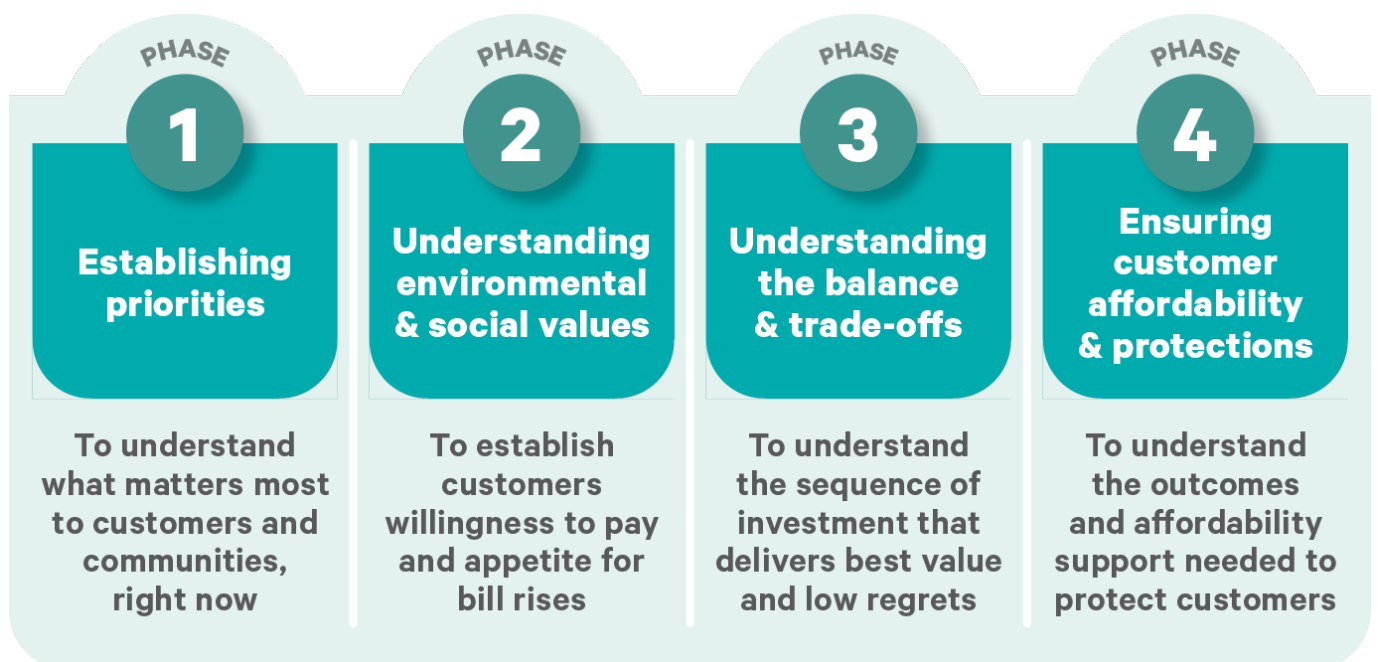 PHASE
1
Establishing
priorities
To understand
what matters most
to customers and
communities,
right now
PHASE
2
Understanding
environmental
& social values
To establish
customers
willingness to pay
and appetite for
bill rises
PHASE
3
Understanding
the balance
& trade-offs
To understand
the sequence of
investment that
delivers best value
and low regrets
PHASE
4
Ensuring
customer
affordability
& protections
To understand
the outcomes
and affordability
support needed to
protect customers